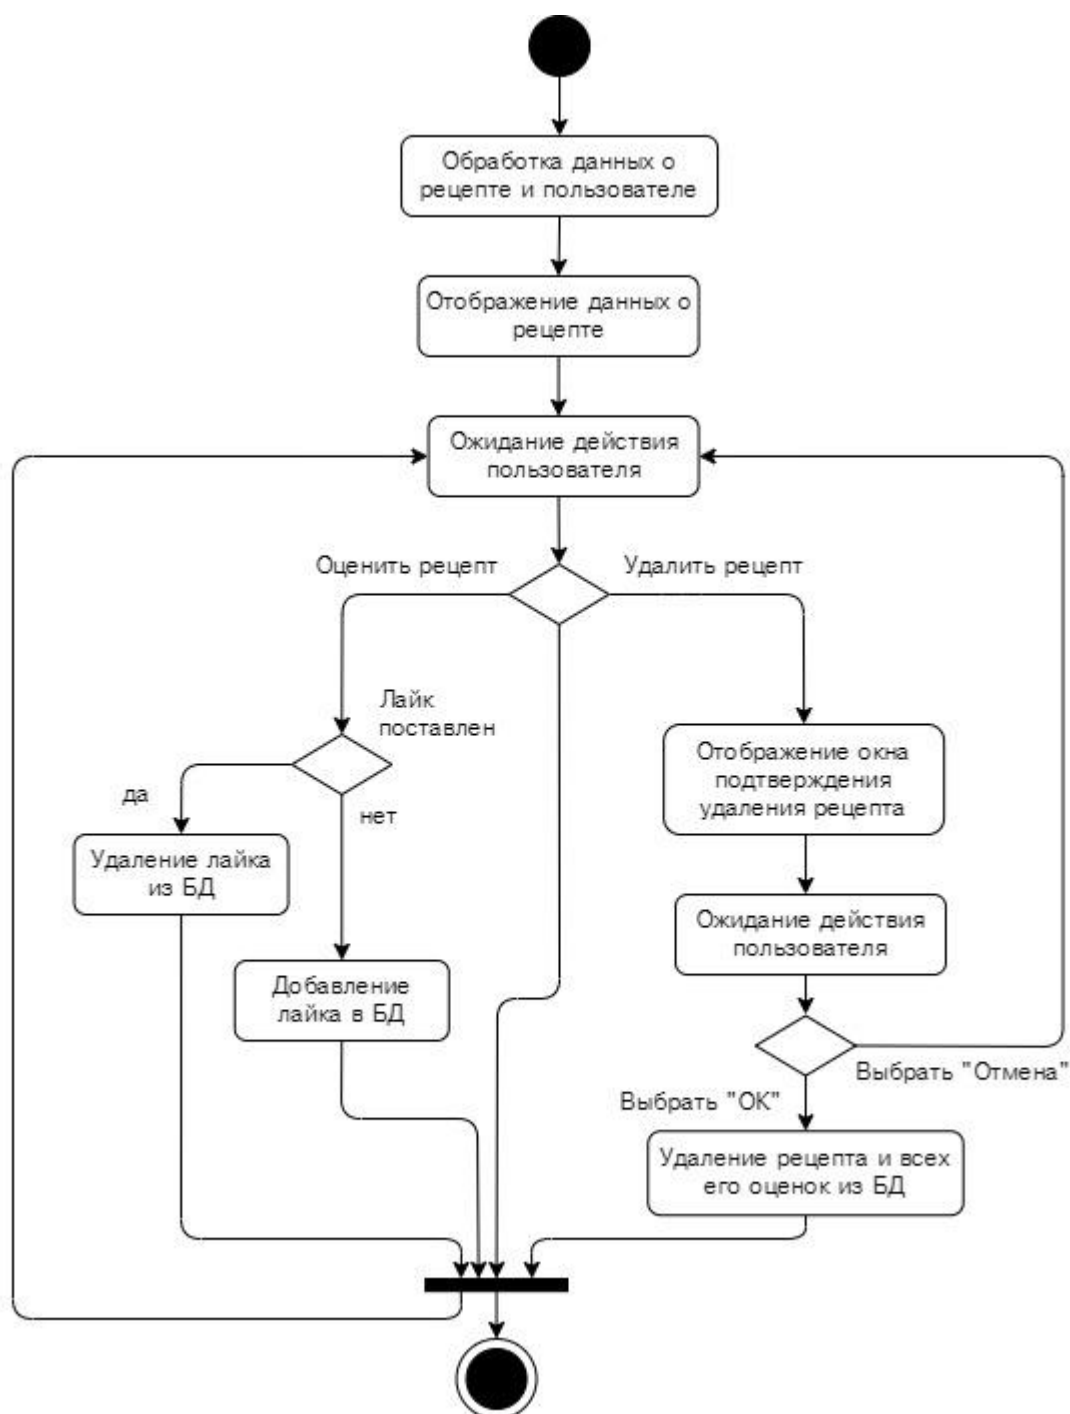 Обработка данных о
рецепте и пользователе
Отображение данных о
рецепте
Ожидание действия
пользователя
Оценить рецепт
Удалить рецепт
Лайк
поставлен
да
нет
Удаление лайка
из БД
Добавление
лайка в БД
Отображение окна
подтверждения
удаления рецепта
Ожидание действия
пользователя
Выбрать "Отмена"
Выбрать "ОК"
Удаление рецепта и всех
его оценок из БД